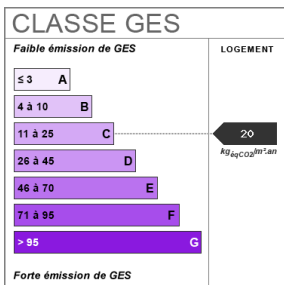 CLASSE GES
Faible émission de GES
LOGEMENT
≤ 3 A
4 à 10 B
11 à 25 C
20
kgéqCO2/m².an
26 à 45 D
46 à 70 E
71 à 95 F
> 95 G
Forte émission de GES